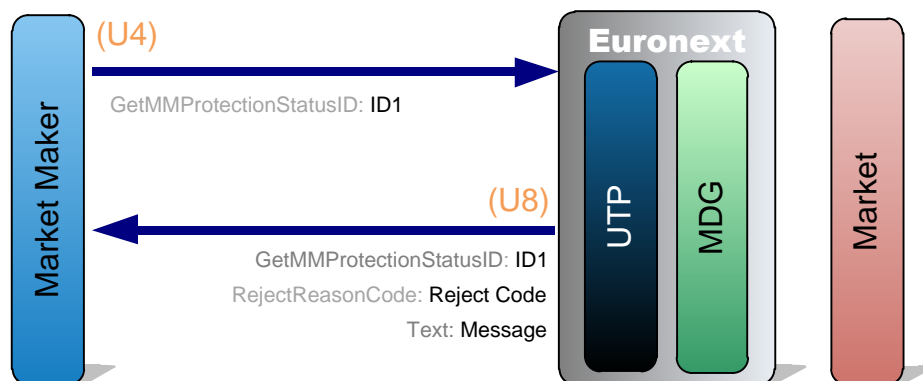 (U4)
Euronext
GetMMProtectionStatusID: ID1
Market Maker
UTP
MDG
Market
(U8)
GetMMProtectionStatusID: ID1
RejectReasonCode: Reject Code
Text: Message